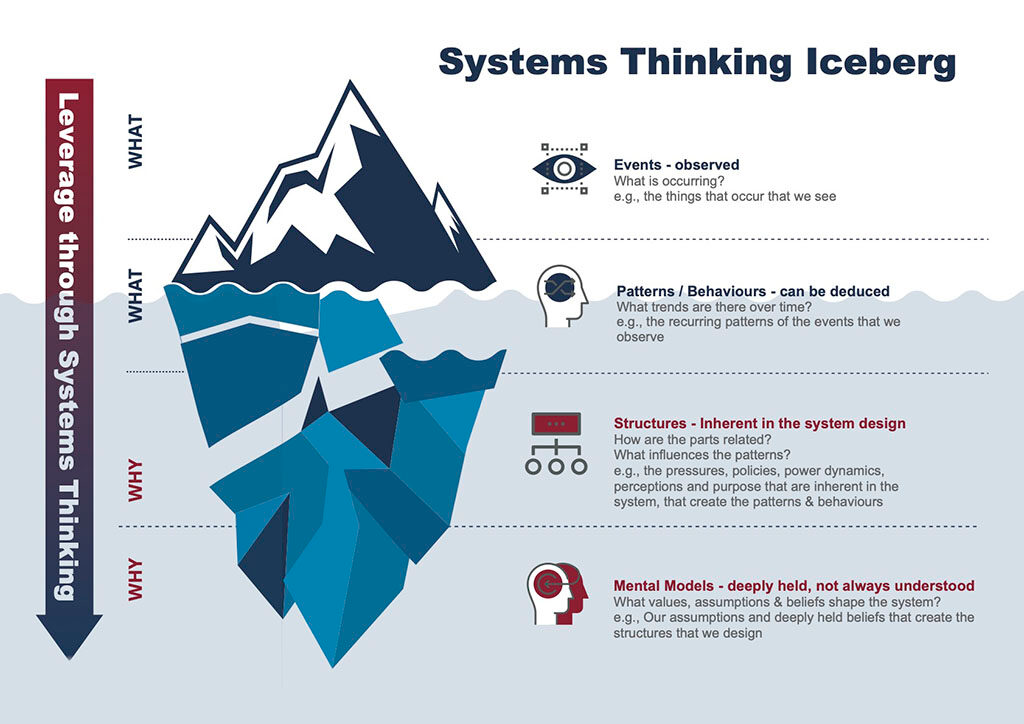 Systems Thinking Iceberg
Leverage through Systems Thinking
WHAT
Events - observed
What is occurring?
e.g., the things that occur that we see
WHAT
Patterns / Behaviours - can be deduced
What trends are there over time?
e.g., the recurring patterns of the events that we
observe
WHY
Structures - Inherent in the system design
How are the parts related?
What influences the patterns?
e.g., the pressures, policies, power dynamics,
perceptions and purpose that are inherent in the
system, that create the patterns & behaviours
WHY
Mental Models - deeply held, not always understood
What values, assumptions & beliefs shape the system?
e.g., Our assumptions and deeply held beliefs that create the
structures that we design